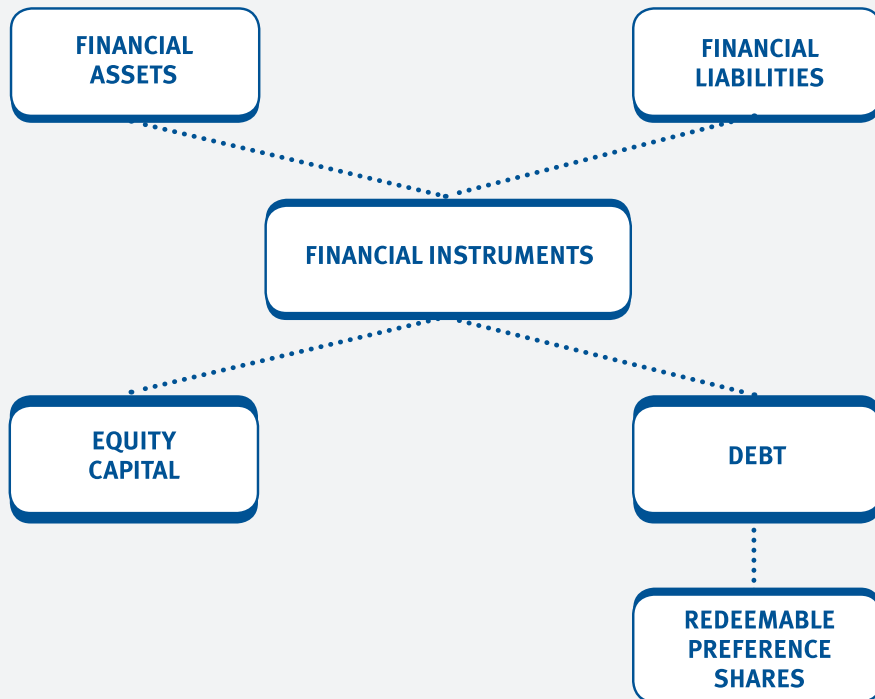 FINANCIAL
ASSETS
FINANCIAL
LIABILITIES
FINANCIAL INSTRUMENTS
EQUITY
CAPITAL
DEBT
REDEEMABLE
PREFERENCE
SHARES